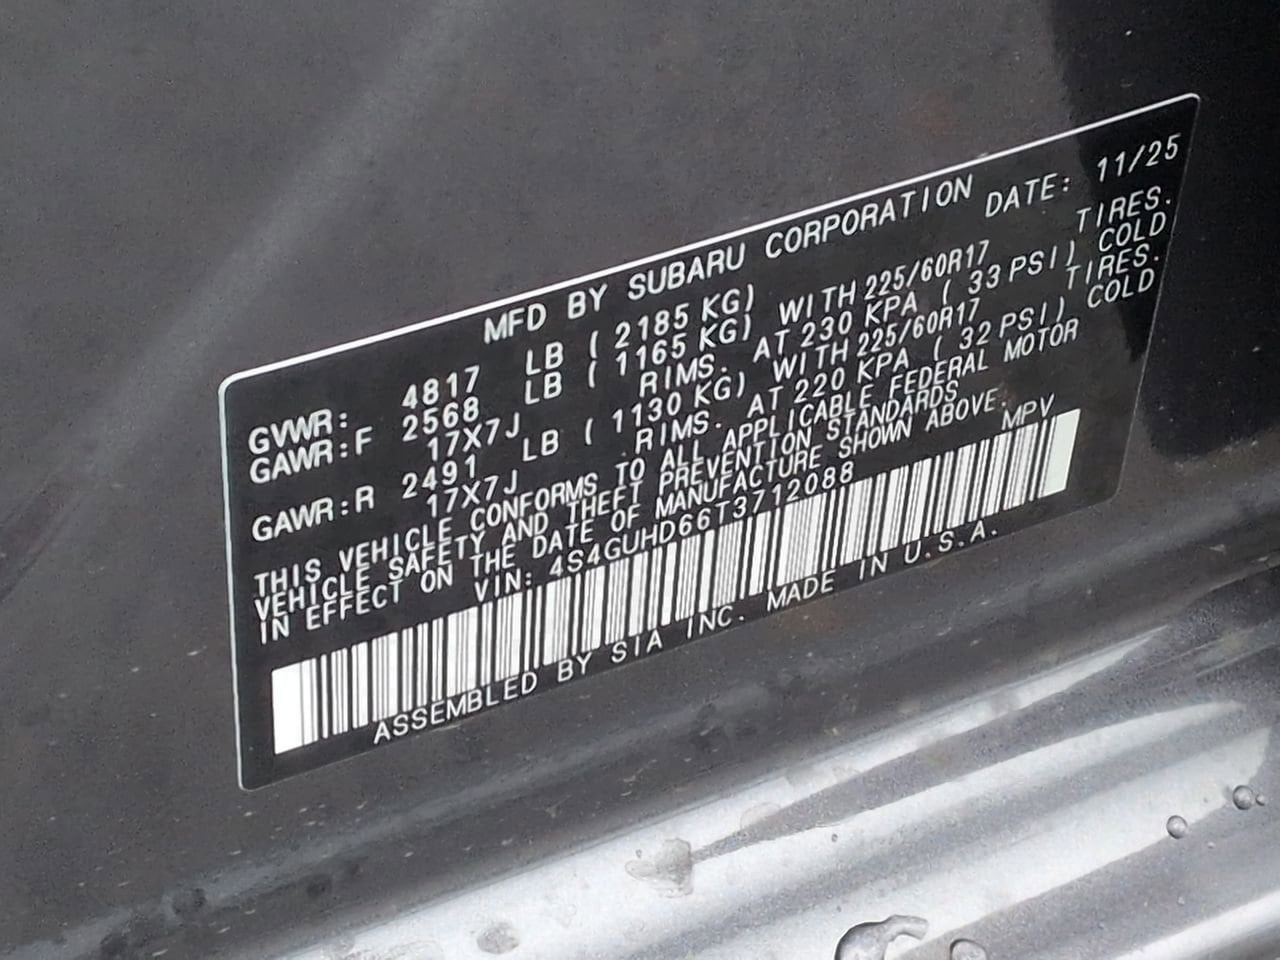 MFD BY SUBARU CORPORATION DATE: 11/25
GVWR: 4817 LB ( 2185 KG)
GAWR:F 2568 LB ( 1165 KG) WITH 225/60R17 TIRES.
17X7J RIMS. AT 230 KPA ( 33 PSI) COLD
GAWR:R 2491 LB ( 1130 KG) WITH 225/60R17 TIRES.
17X7J RIMS. AT 220 KPA ( 32 PSI) COLD
THIS VEHICLE CONFORMS TO ALL APPLICABLE FEDERAL MOTOR
VEHICLE SAFETY AND THEFT PREVENTION STANDARDS
IN EFFECT ON THE DATE OF MANUFACTURE SHOWN ABOVE.
VIN: 4S4GUHD66T3712088 MPV
ASSEMBLED BY SIA INC. MADE IN U.S.A.